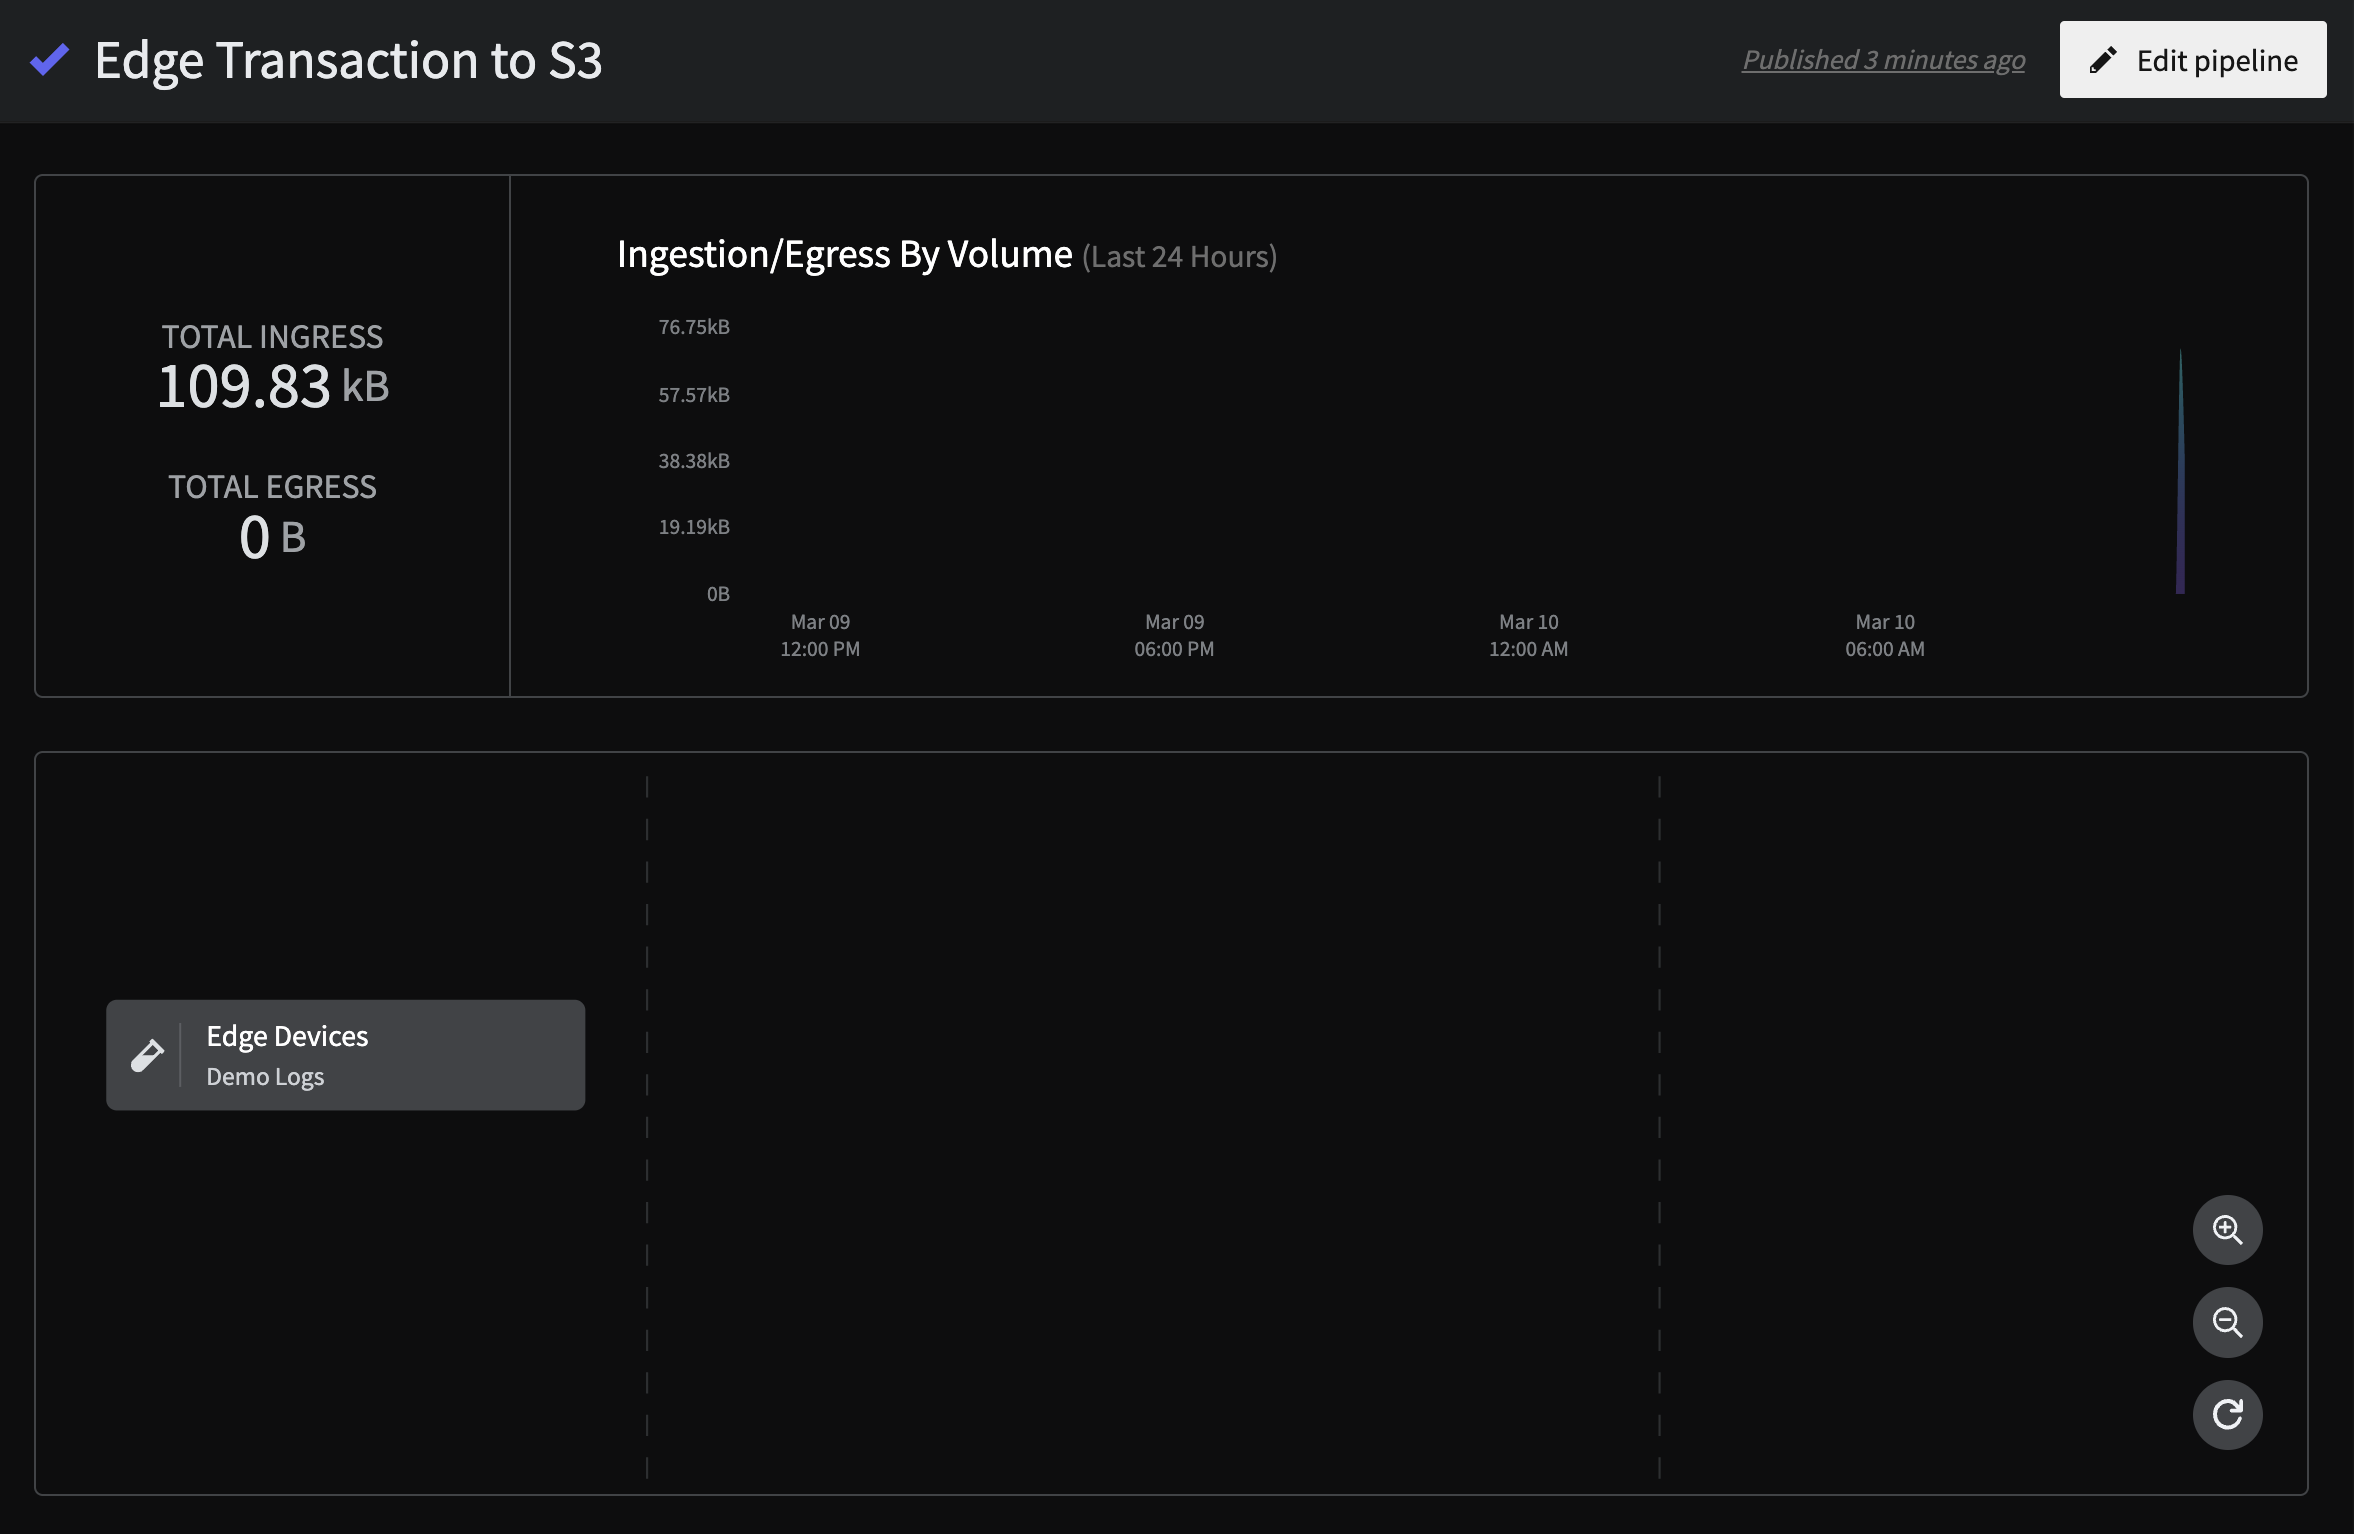 Edge Transaction to S3
Published 3 minutes ago
Edit pipeline
TOTAL INGRESS
109.83 kB
TOTAL EGRESS
0 B
Ingestion/Egress By Volume (Last 24 Hours)
76.75kB
57.57kB
38.38kB
19.19kB
0B
Mar 09
12:00 PM
Mar 09
06:00 PM
Mar 10
12:00 AM
Mar 10
06:00 AM
Edge Devices
Demo Logs